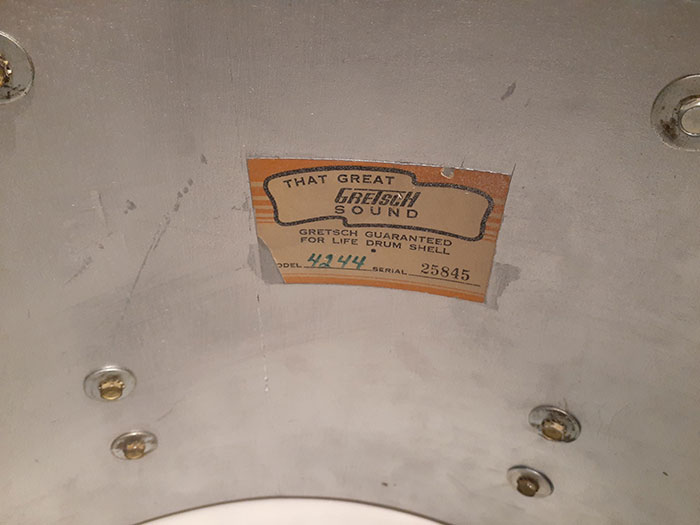 THAT GREAT
GRETSCH
SOUND
GRETSCH GUARANTEED
FOR LIFE DRUM SHELL
ODEL 4244 SERIAL 25845